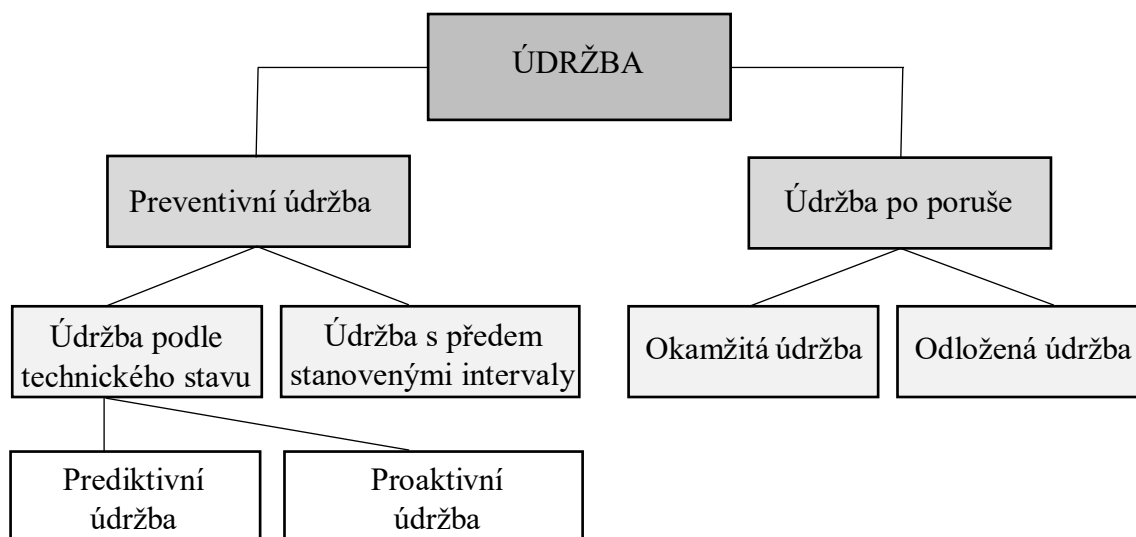 ÚDRŽBA
Preventivní údržba
Údržba po poruše
Údržba podle
technického stavu
Údržba s předem
stanovenými intervaly
Okamžitá údržba
Odložená údržba
Prediktivní
údržba
Proaktivní
údržba